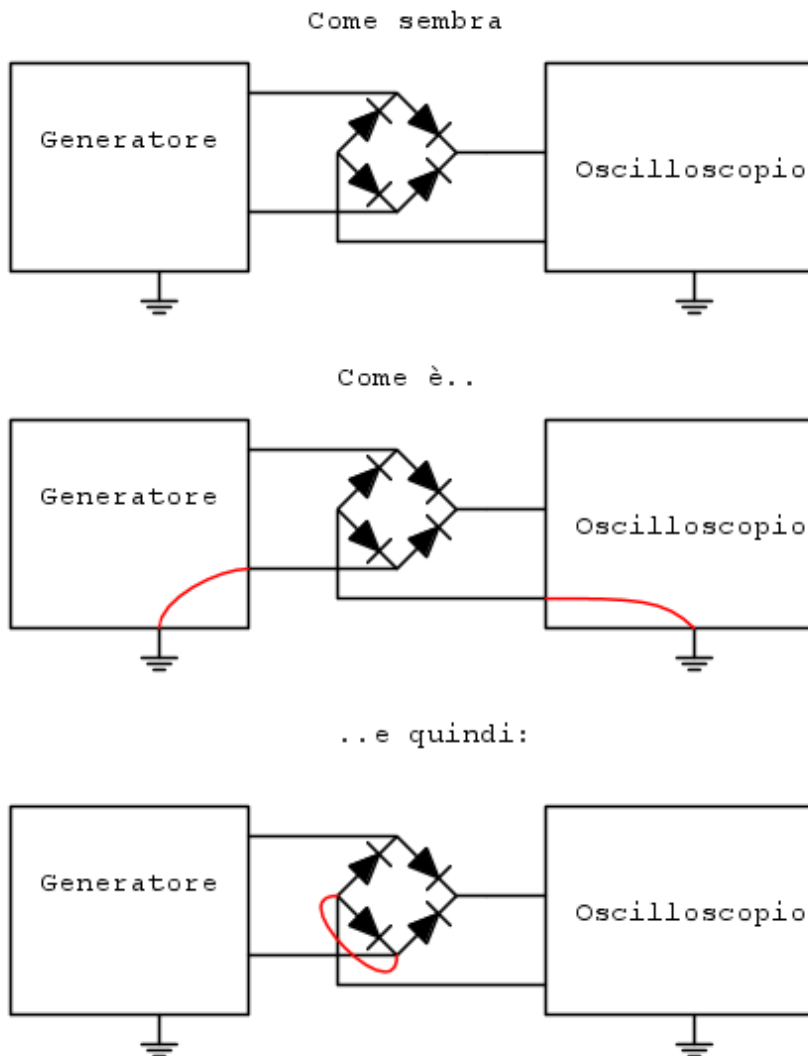 Come sembra
Generatore
Oscilloscopio
Come è..
Generatore
Oscilloscopio
..e quindi:
Generatore
Oscilloscopio